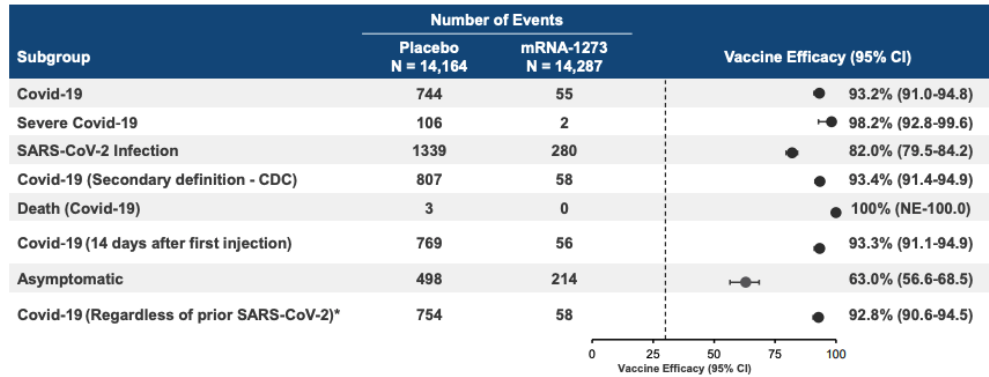 Number of Events
Subgroup Placebo N = 14,164 mRNA-1273 N = 14,287 Vaccine Efficacy (95% CI)
Covid-19 744 55 93.2% (91.0-94.8)
Severe Covid-19 106 2 98.2% (92.8-99.6)
SARS-CoV-2 Infection 1339 280 82.0% (79.5-84.2)
Covid-19 (Secondary definition - CDC) 807 58 93.4% (91.4-94.9)
Death (Covid-19) 3 0 100% (NE-100.0)
Covid-19 (14 days after first injection) 769 56 93.3% (91.1-94.9)
Asymptomatic 498 214 63.0% (56.6-68.5)
Covid-19 (Regardless of prior SARS-CoV-2)* 754 58 92.8% (90.6-94.5)
0 25 50 75 100
Vaccine Efficacy (95% CI)